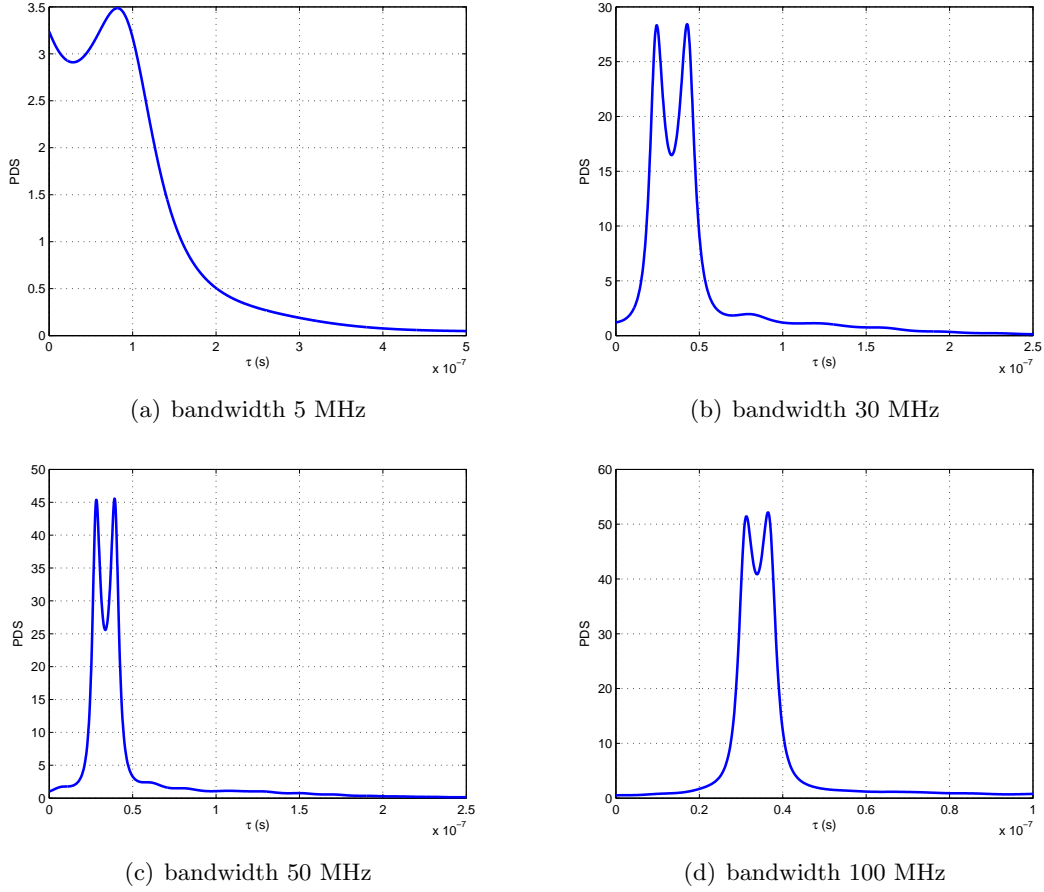 3.5
3
2.5
2
1.5
1
0.5
0
PDS
0 1 2 3 4 5
τ (s)
x 10⁻⁷
(a) bandwidth 5 MHz
30
25
20
15
10
5
0
PDS
0 0.5 1 1.5 2 2.5
τ (s)
x 10⁻⁷
(b) bandwidth 30 MHz
50
45
40
35
30
25
20
15
10
5
0
PDS
0 0.5 1 1.5 2 2.5
τ (s)
x 10⁻⁷
(c) bandwidth 50 MHz
60
50
40
30
20
10
0
PDS
0 0.2 0.4 0.6 0.8 1
τ (s)
x 10⁻⁷
(d) bandwidth 100 MHz